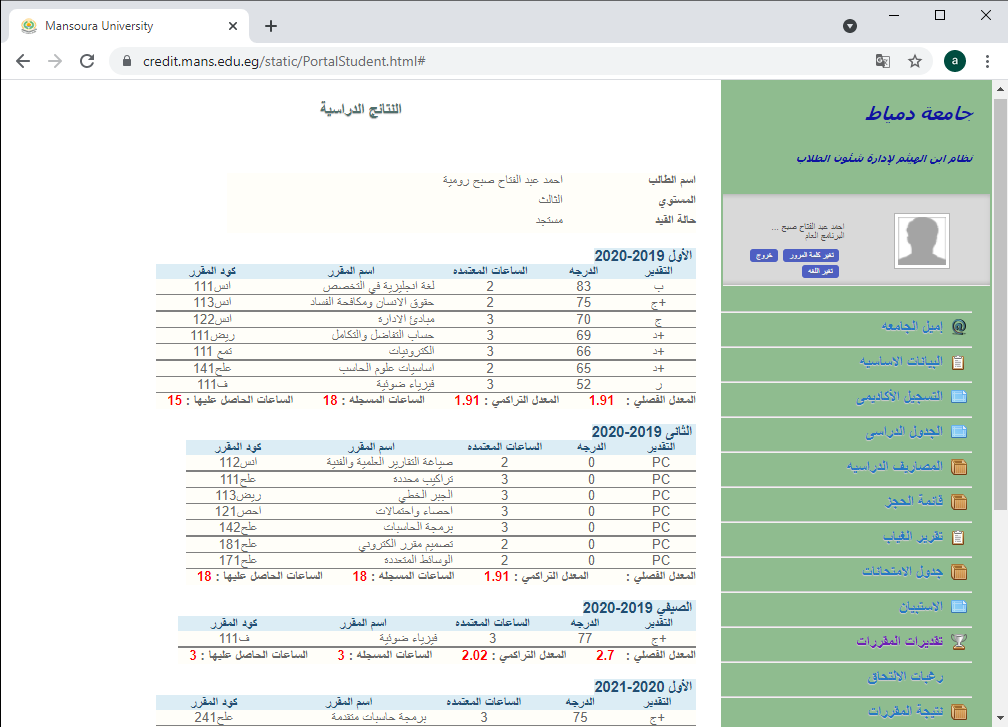 Mansoura University
credit.mans.edu.eg/static/PortalStudent.html#
a
جامعة دمياط
نظام ابن الهيثم لإدارة شئون الطلاب
احمد عبد الفتاح صبح ...
البرنامج العام
تغير كلمة المرور
خروج
تغير اللغه
إميل الجامعه
البيانات الاساسيه
التسجيل الأكاديمى
الجدول الدراسى
المصاريف الدراسيه
قائمة الحجز
تقرير الغياب
جدول الامتحانات
الاستبيان
تقديرات المقررات
رغبات الالتحاق
نتيجة المقررات
النتائج الدراسية
اسم الطالب احمد عبد الفتاح صبح رومية
المستوي الثالث
حالة القيد مستجد
الأول 2019-2020
التقدير الدرجه الساعات المعتمده اسم المقرر كود المقرر
ب 83 2 لغة انجليزية في التخصص انس111
ج+ 75 2 حقوق الانسان ومكافحة الفساد انس113
ج 70 3 مبادئ الادارة انس122
د+ 69 3 حساب التفاضل والتكامل ريض111
د+ 66 3 الكترونيات تمع 111
د+ 65 2 اساسيات علوم الحاسب علح141
ر 52 3 فيزياء ضوئية ف111
المعدل الفصلي : 1.91 المعدل التراكمي : 1.91 الساعات المسجله : 18 الساعات الحاصل عليها : 15
الثانى 2019-2020
التقدير الدرجه الساعات المعتمده اسم المقرر كود المقرر
PC 0 2 صياغة التقارير العلمية والفنية انس112
PC 0 3 تراكيب محددة علح111
PC 0 3 الجبر الخطي ريض113
PC 0 3 احصاء واحتمالات احص121
PC 0 3 برمجة الحاسبات علح142
PC 0 2 تصميم مقرر الكتروني علح181
PC 0 2 الوسائط المتعددة علح171
المعدل الفصلي : المعدل التراكمي : 1.91 الساعات المسجله : 18 الساعات الحاصل عليها : 18
الصيفي 2019-2020
التقدير الدرجه الساعات المعتمده اسم المقرر كود المقرر
ج+ 77 3 فيزياء ضوئية ف111
المعدل الفصلي : 2.7 المعدل التراكمي : 2.02 الساعات المسجله : 3 الساعات الحاصل عليها : 3
الأول 2020-2021
التقدير الدرجه الساعات المعتمده اسم المقرر كود المقرر
ج+ 75 3 برمجة حاسبات متقدمة علح241